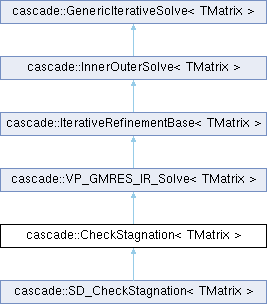 cascade::GenericIterativeSolve< TMatrix >
cascade::InnerOuterSolve< TMatrix >
cascade::IterativeRefinementBase< TMatrix >
cascade::VP_GMRES_IR_Solve< TMatrix >
cascade::CheckStagnation< TMatrix >
cascade::SD_CheckStagnation< TMatrix >